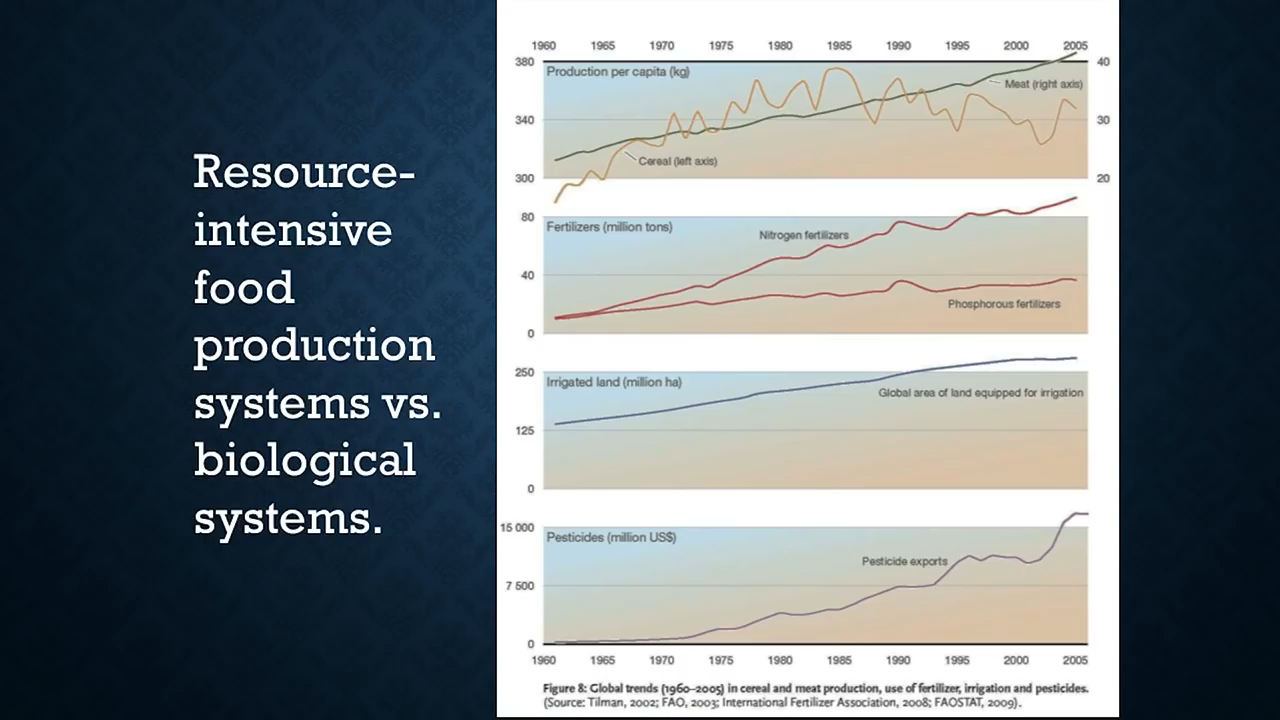 Resource-
intensive
food
production
systems vs.
biological
systems.
1960 1965 1970 1975 1980 1985 1990 1995 2000 2005
380 40
Production per capita (kg)
Meat (right axis)
340 30
Cereal (left axis)
300 20
80
Fertilizers (million tons)
Nitrogen fertilizers
40
Phosphorous fertilizers
0
250
Irrigated land (million ha)
Global area of land equipped for irrigation
125
0
15 000
Pesticides (million US$)
Pesticide exports
7 500
0
1960 1965 1970 1975 1980 1985 1990 1995 2000 2005
Figure 8: Global trends (1960–2005) in cereal and meat production, use of fertilizer, irrigation and pesticides.
(Source: Tilman, 2002; FAO, 2003; International Fertilizer Association, 2008; FAOSTAT, 2009).